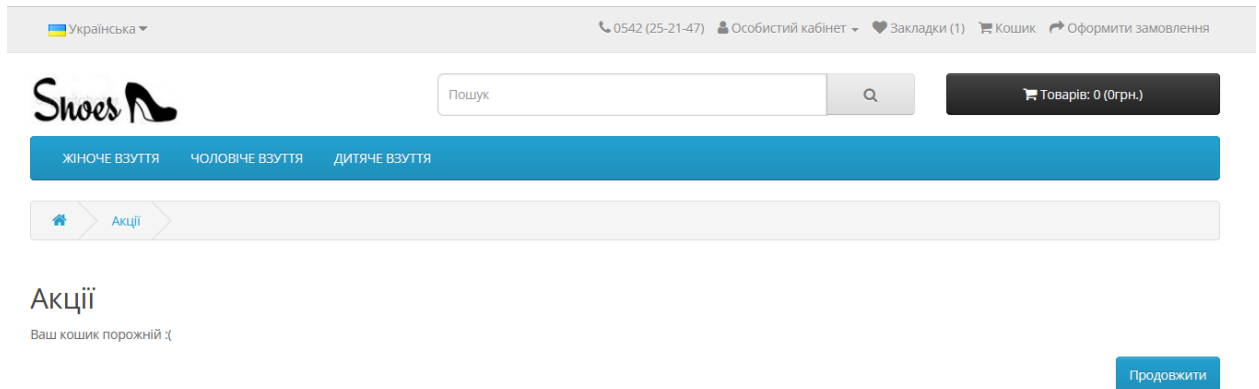 Українська
0542 (25-21-47) Особистий кабінет Закладки (1) Кошик Оформити замовлення
Shoes
Пошук
Товарів: 0 (0грн.)
ЖІНОЧЕ ВЗУТТЯ ЧОЛОВІЧЕ ВЗУТТЯ ДИТЯЧЕ ВЗУТТЯ
Акції
Акції
Ваш кошик порожній :(
Продовжити